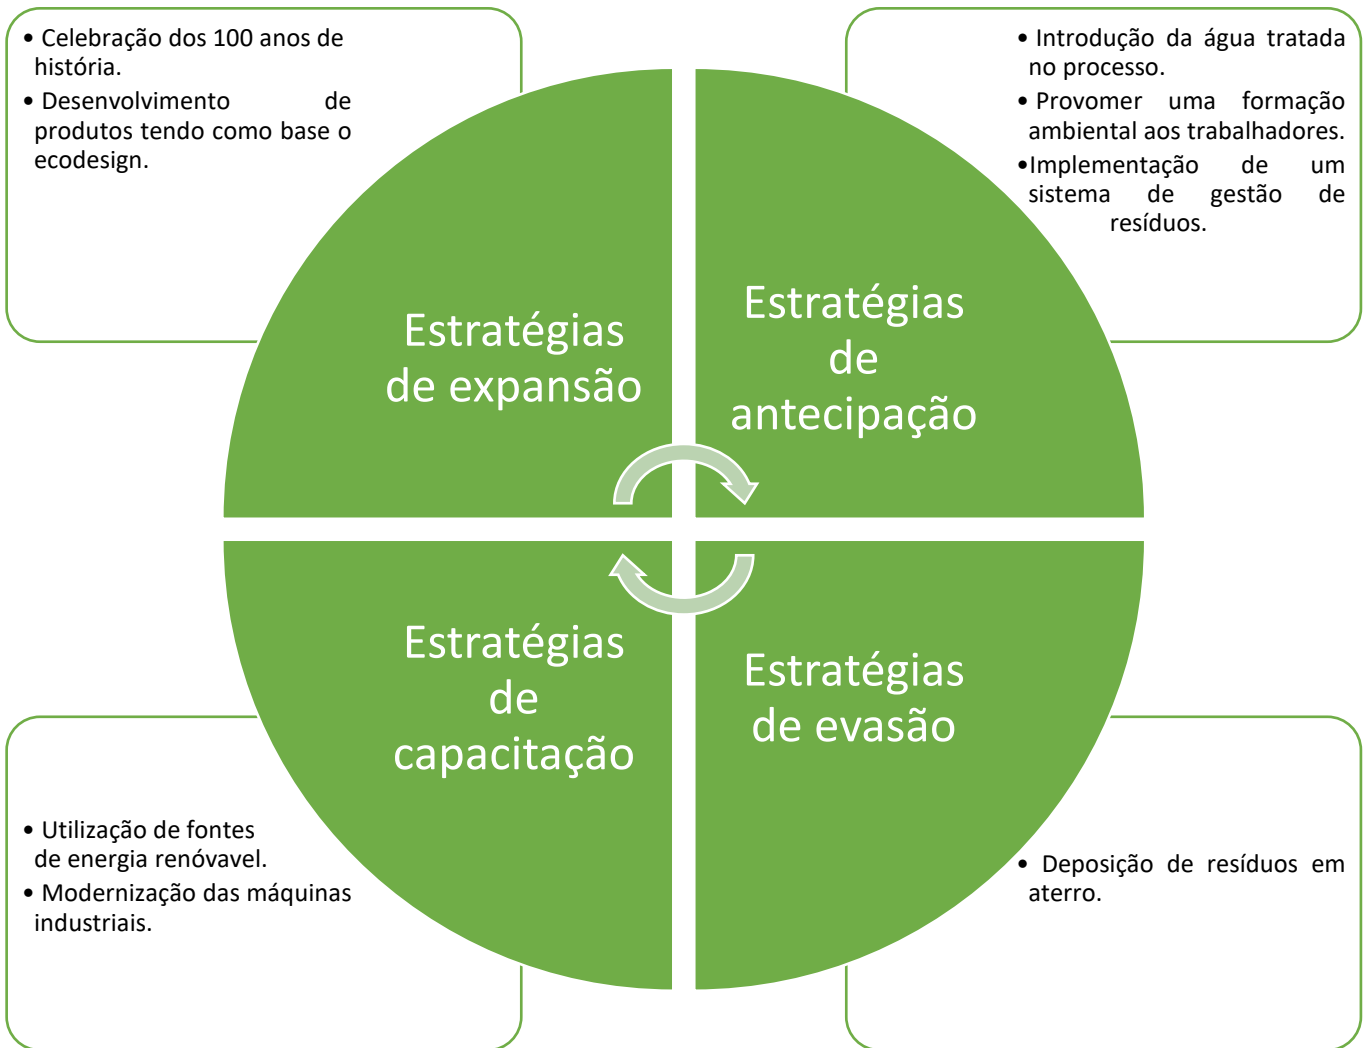 • Celebração dos 100 anos de
história.
• Desenvolvimento de
produtos tendo como base o
ecodesign.
• Introdução da água tratada
no processo.
• Provomer uma formação
ambiental aos trabalhadores.
•Implementação de um
sistema de gestão de
resíduos.
Estratégias
de expansão
Estratégias
de
antecipação
Estratégias
de
capacitação
Estratégias
de evasão
• Utilização de fontes
de energia renóvavel.
• Modernização das máquinas
industriais.
• Deposição de resíduos em
aterro.